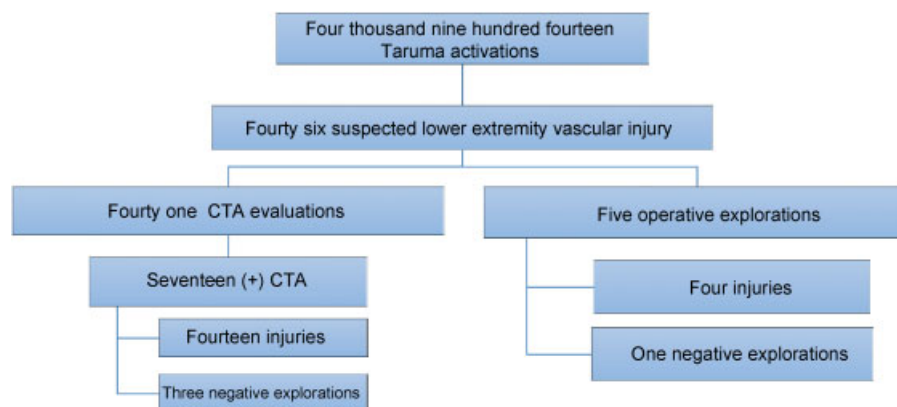 Four thousand nine hundred fourteen
Taruma activations
Fourty six suspected lower extremity vascular injury
Fourty one CTA evaluations
Five operative explorations
Seventeen (+) CTA
Four injuries
Fourteen injuries
One negative explorations
Three negative explorations